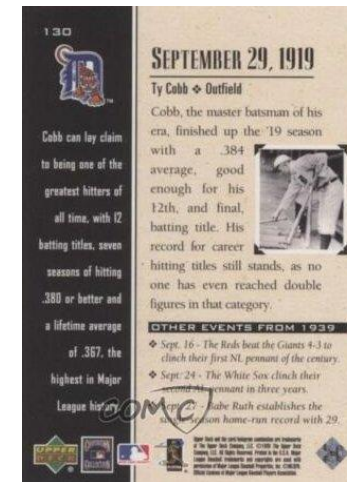 130
Cobb can lay claim
to being one of the
greatest hitters of
all time, with 12
batting titles, seven
seasons of hitting
.380 or better and
a lifetime average
of .367, the
highest in Major
League history.
SEPTEMBER 29, 1919
Ty Cobb ❖ Outfield
Cobb, the master batsman of his
era, finished up the '19 season
with a .384
average, good
enough for his
12th, and final,
batting title. His
record for career
hitting titles still stands, as no
one has even reached double
figures in that category.
OTHER EVENTS FROM 1939
❖ Sept. 16 - The Reds beat the Giants 4-3 to
clinch their first NL pennant of the century.
❖ Sept. 24 - The White Sox clinch their
second AL pennant in three years.
❖ Sept. 27 - Babe Ruth establishes the
single-season home-run record with 29.
COMC
UPPER DECK